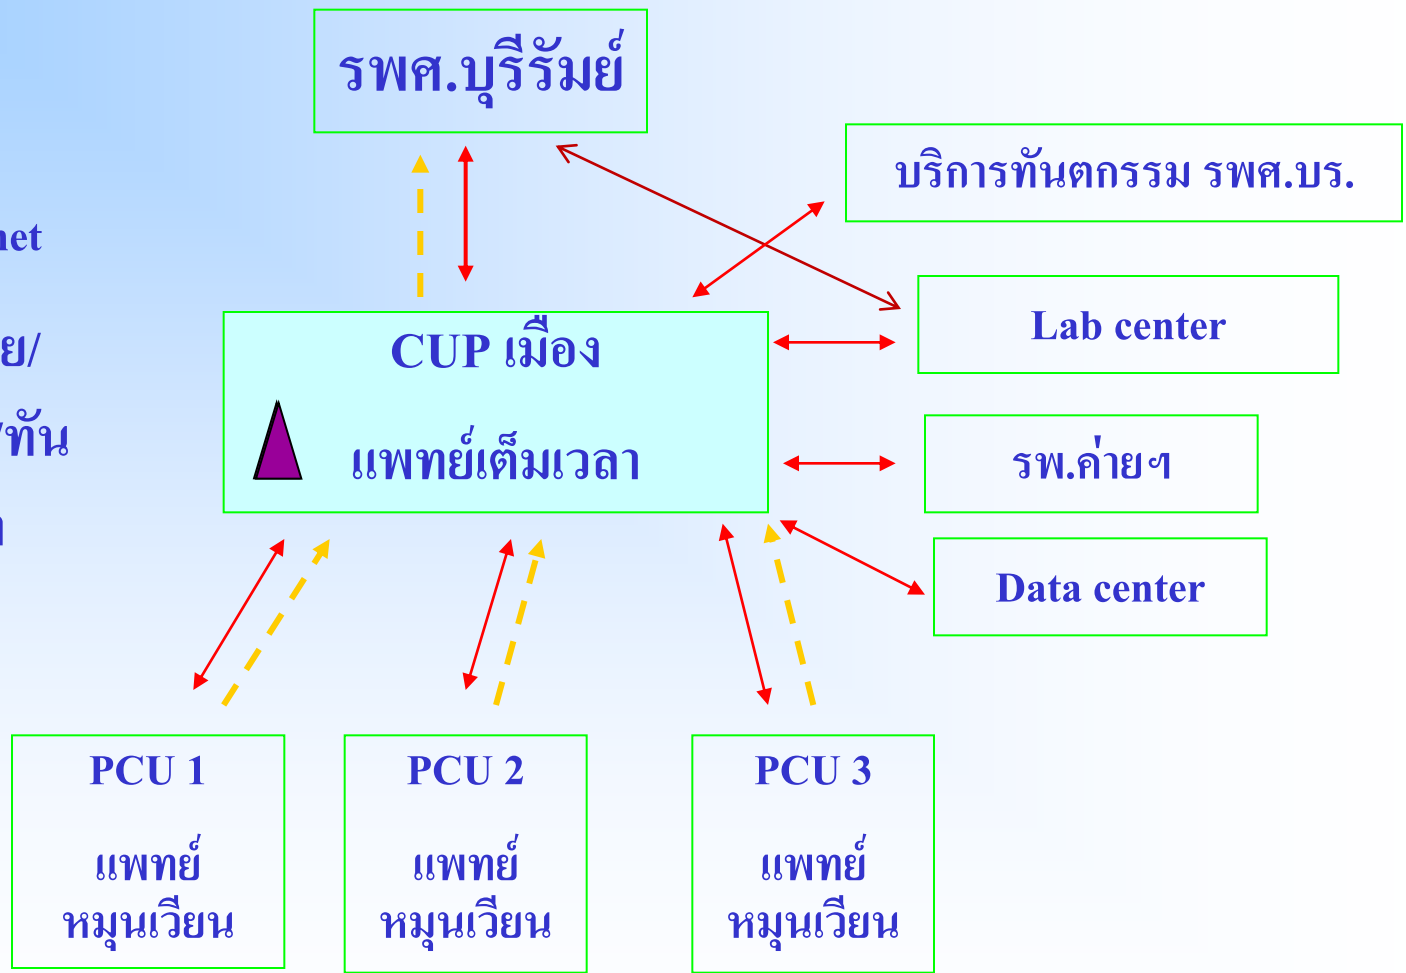 รพศ.บุรีรัมย์
บริการทันตกรรม รพศ.บร.
net
ย/
/ทัน
CUP เมือง
แพทย์เต็มเวลา
Lab center
รพ.ค่ายฯ
Data center
PCU 1
แพทย์
หมุนเวียน
PCU 2
แพทย์
หมุนเวียน
PCU 3
แพทย์
หมุนเวียน